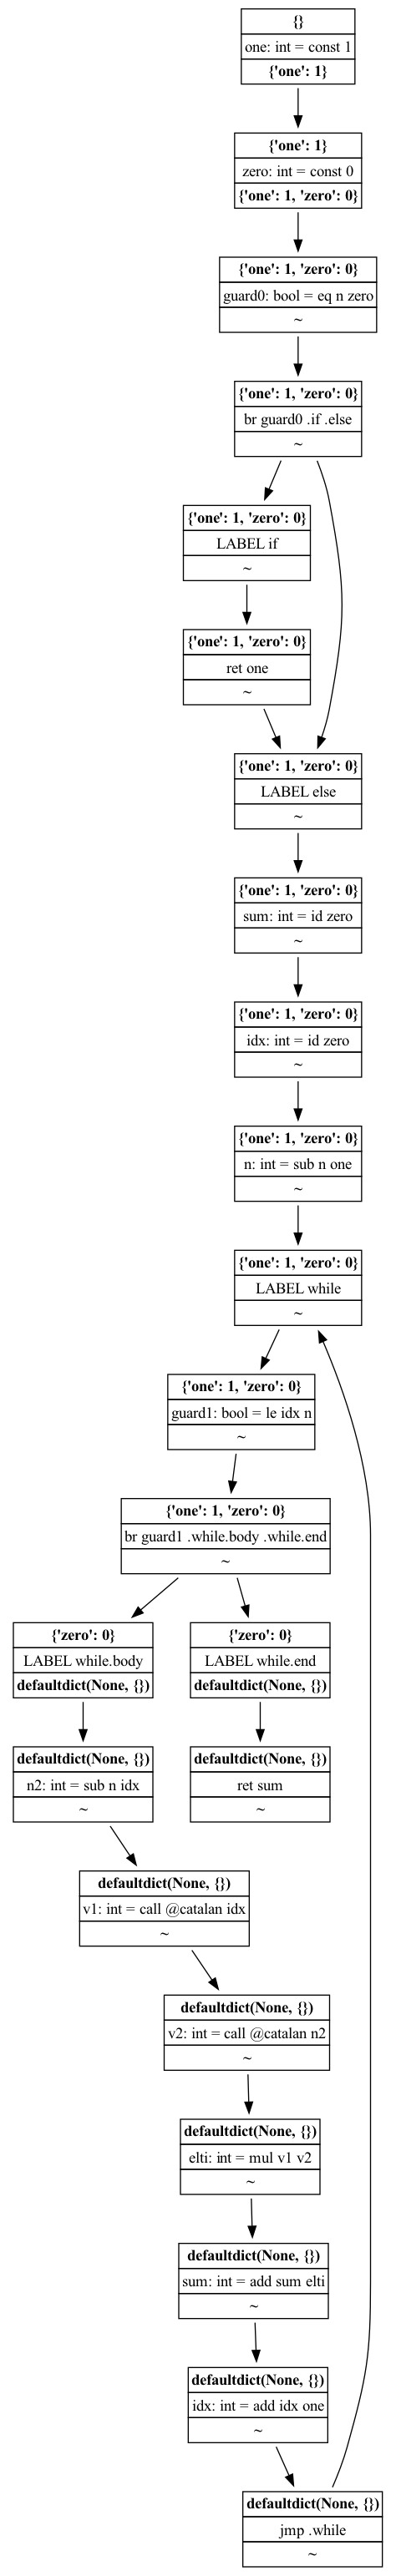 {}
one: int = const 1
{'one': 1}
{'one': 1}
zero: int = const 0
{'one': 1, 'zero': 0}
{'one': 1, 'zero': 0}
guard0: bool = eq n zero
~
{'one': 1, 'zero': 0}
br guard0 .if .else
~
{'one': 1, 'zero': 0}
LABEL if
~
{'one': 1, 'zero': 0}
ret one
~
{'one': 1, 'zero': 0}
LABEL else
~
{'one': 1, 'zero': 0}
sum: int = id zero
~
{'one': 1, 'zero': 0}
idx: int = id zero
~
{'one': 1, 'zero': 0}
n: int = sub n one
~
{'one': 1, 'zero': 0}
LABEL while
~
{'one': 1, 'zero': 0}
guard1: bool = le idx n
~
{'one': 1, 'zero': 0}
br guard1 .while.body .while.end
~
{'zero': 0}
LABEL while.body
defaultdict(None, {})
{'zero': 0}
LABEL while.end
defaultdict(None, {})
defaultdict(None, {})
n2: int = sub n idx
~
defaultdict(None, {})
ret sum
~
defaultdict(None, {})
v1: int = call @catalan idx
~
defaultdict(None, {})
v2: int = call @catalan n2
~
defaultdict(None, {})
elti: int = mul v1 v2
~
defaultdict(None, {})
sum: int = add sum elti
~
defaultdict(None, {})
idx: int = add idx one
~
defaultdict(None, {})
jmp .while
~